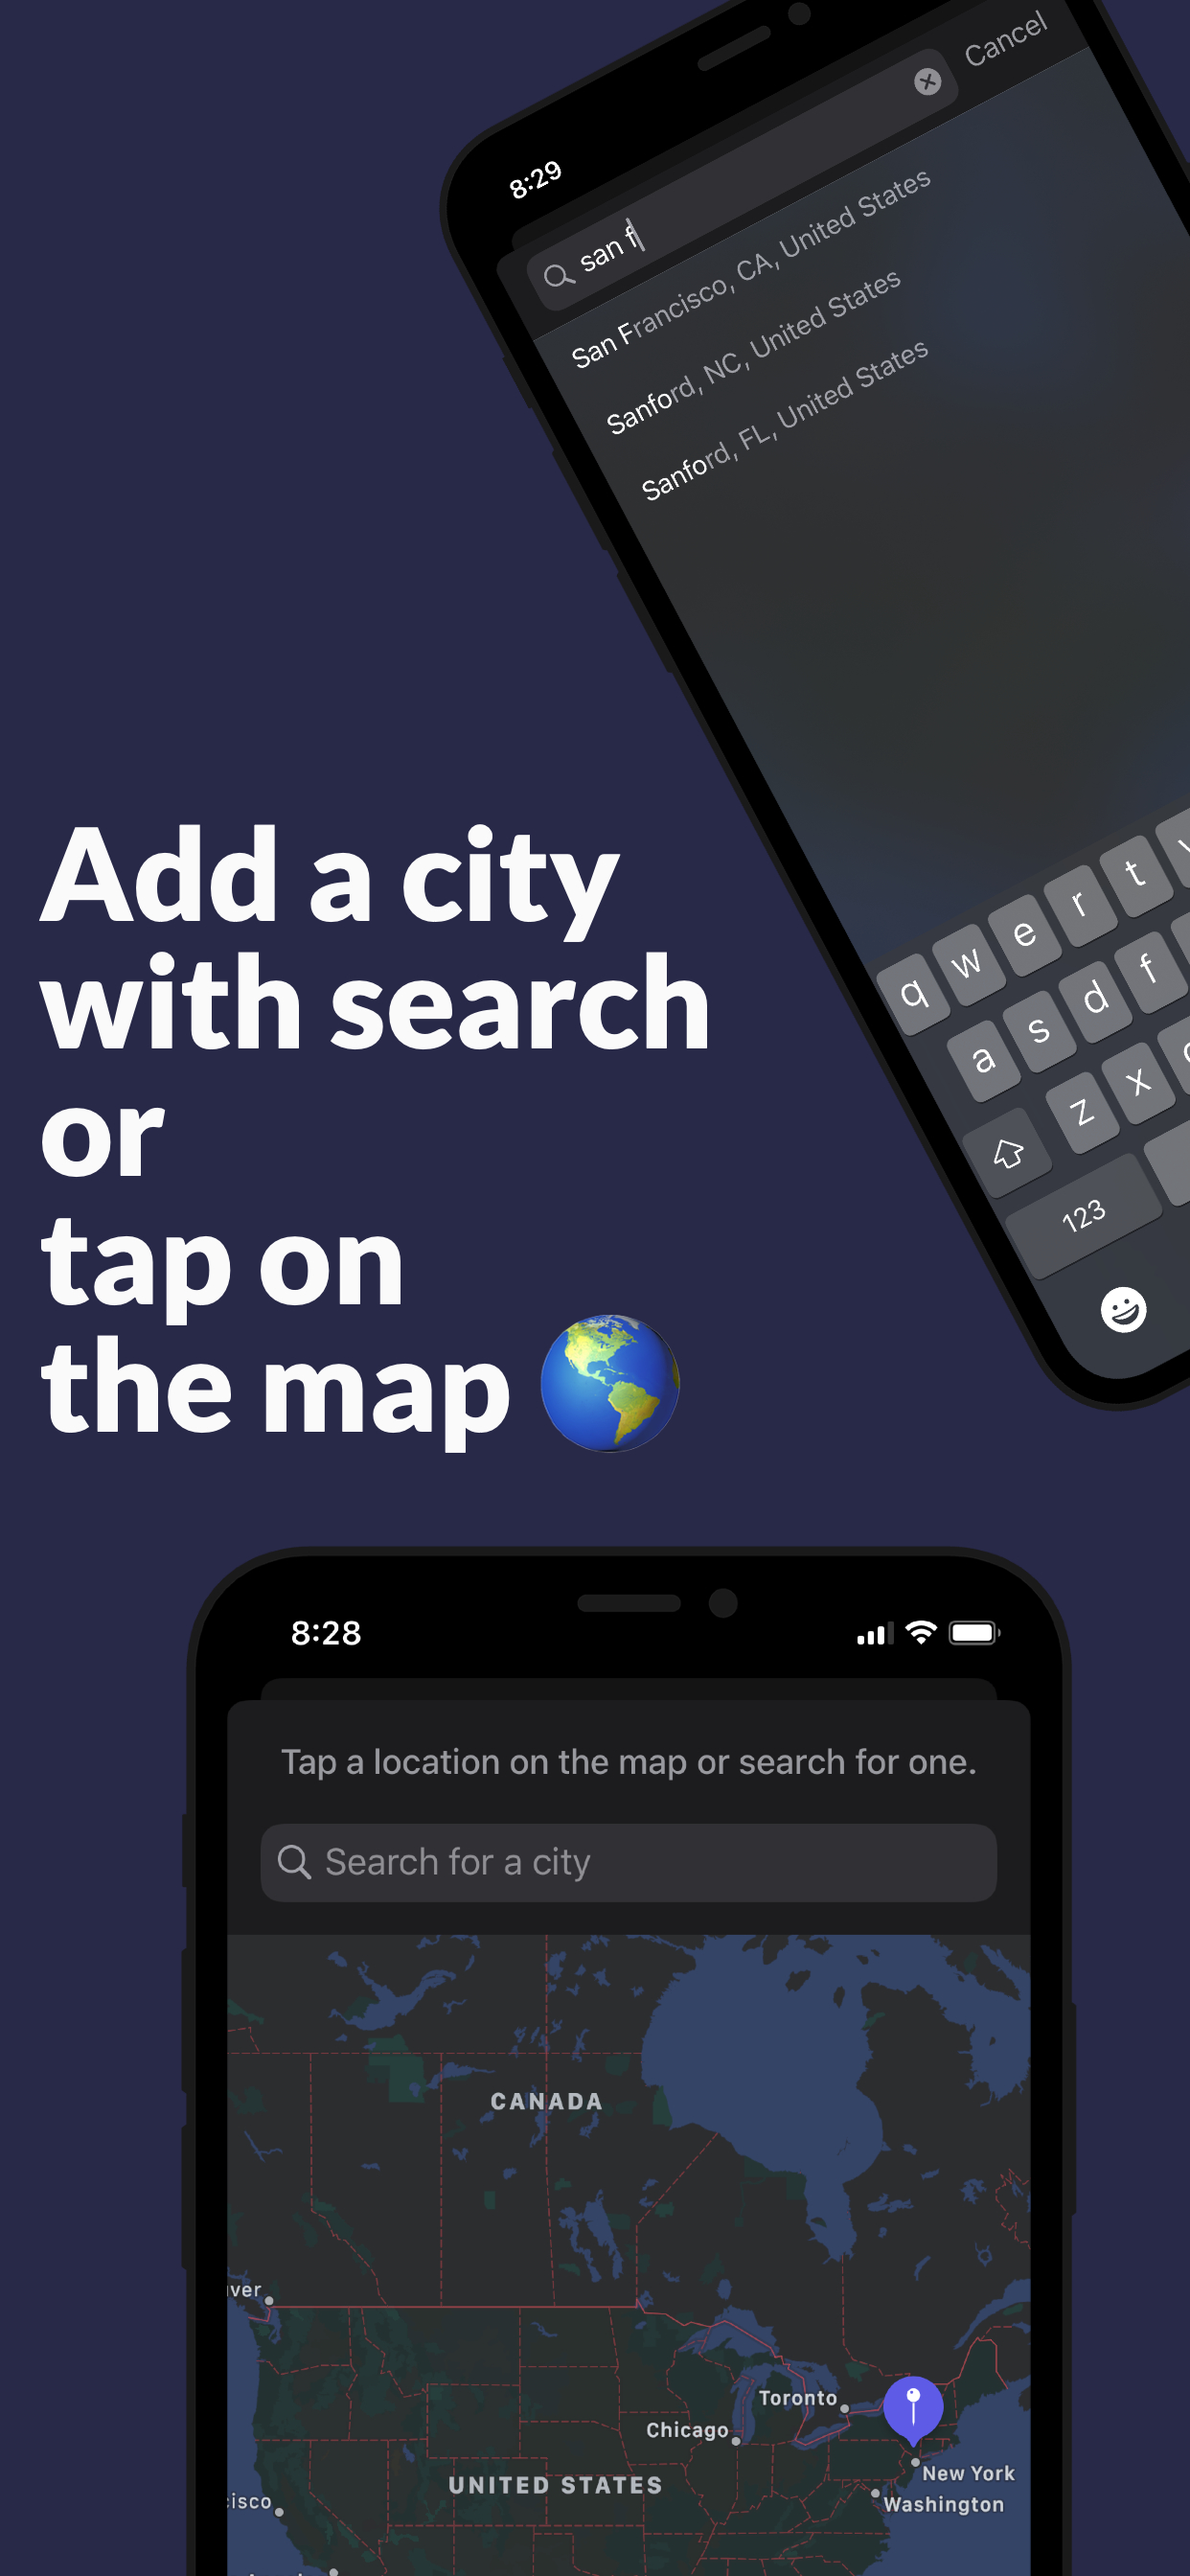 8:29
san f
Cancel
San Francisco, CA, United States
Sanford, NC, United States
Sanford, FL, United States
q w e r t
a s d f
z x
123
Add a city
with search
or
tap on
the map
8:28
Tap a location on the map or search for one.
Search for a city
CANADA
ver
Toronto
Chicago
New York
UNITED STATES
Washington
cisco